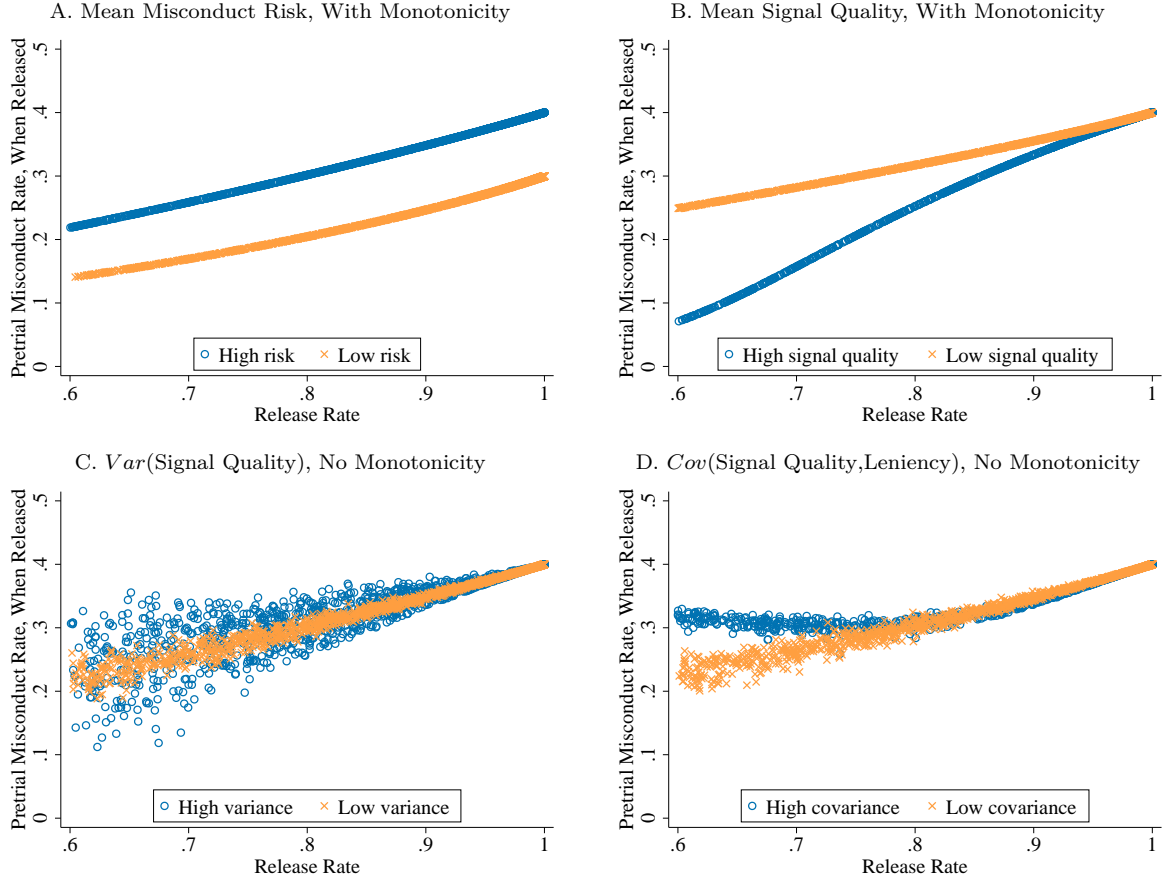 A. Mean Misconduct Risk, With Monotonicity
Pretrial Misconduct Rate, When Released
.5
.4
.3
.2
.1
0
High risk
Low risk
.6 .7 .8 .9 1
Release Rate
B. Mean Signal Quality, With Monotonicity
Pretrial Misconduct Rate, When Released
.5
.4
.3
.2
.1
0
High signal quality
Low signal quality
.6 .7 .8 .9 1
Release Rate
C. Var(Signal Quality), No Monotonicity
Pretrial Misconduct Rate, When Released
.5
.4
.3
.2
.1
0
High variance
Low variance
.6 .7 .8 .9 1
Release Rate
D. Cov(Signal Quality,Leniency), No Monotonicity
Pretrial Misconduct Rate, When Released
.5
.4
.3
.2
.1
0
High covariance
Low covariance
.6 .7 .8 .9 1
Release Rate